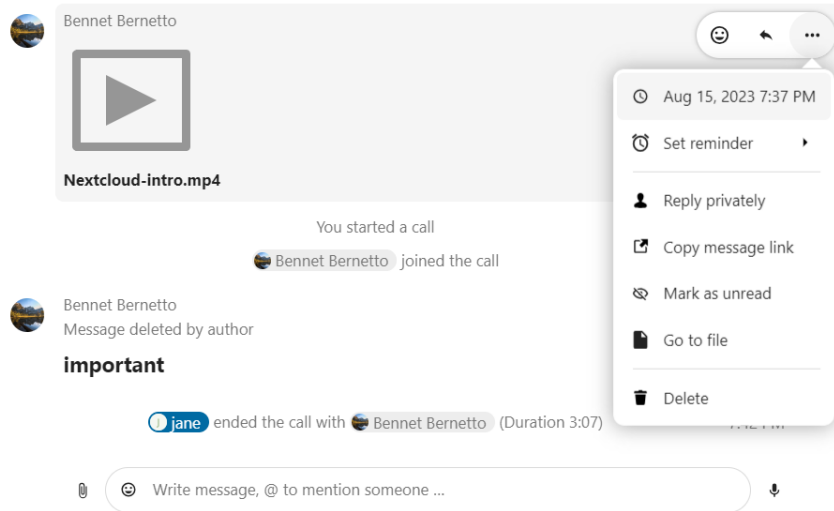 Bennet Bernetto
Nextcloud-intro.mp4
Aug 15, 2023 7:37 PM
Set reminder
Reply privately
Copy message link
Mark as unread
Go to file
Delete
You started a call
Bennet Bernetto joined the call
Bennet Bernetto
Message deleted by author
important
J jane ended the call with Bennet Bernetto (Duration 3:07)
Write message, @ to mention someone ...